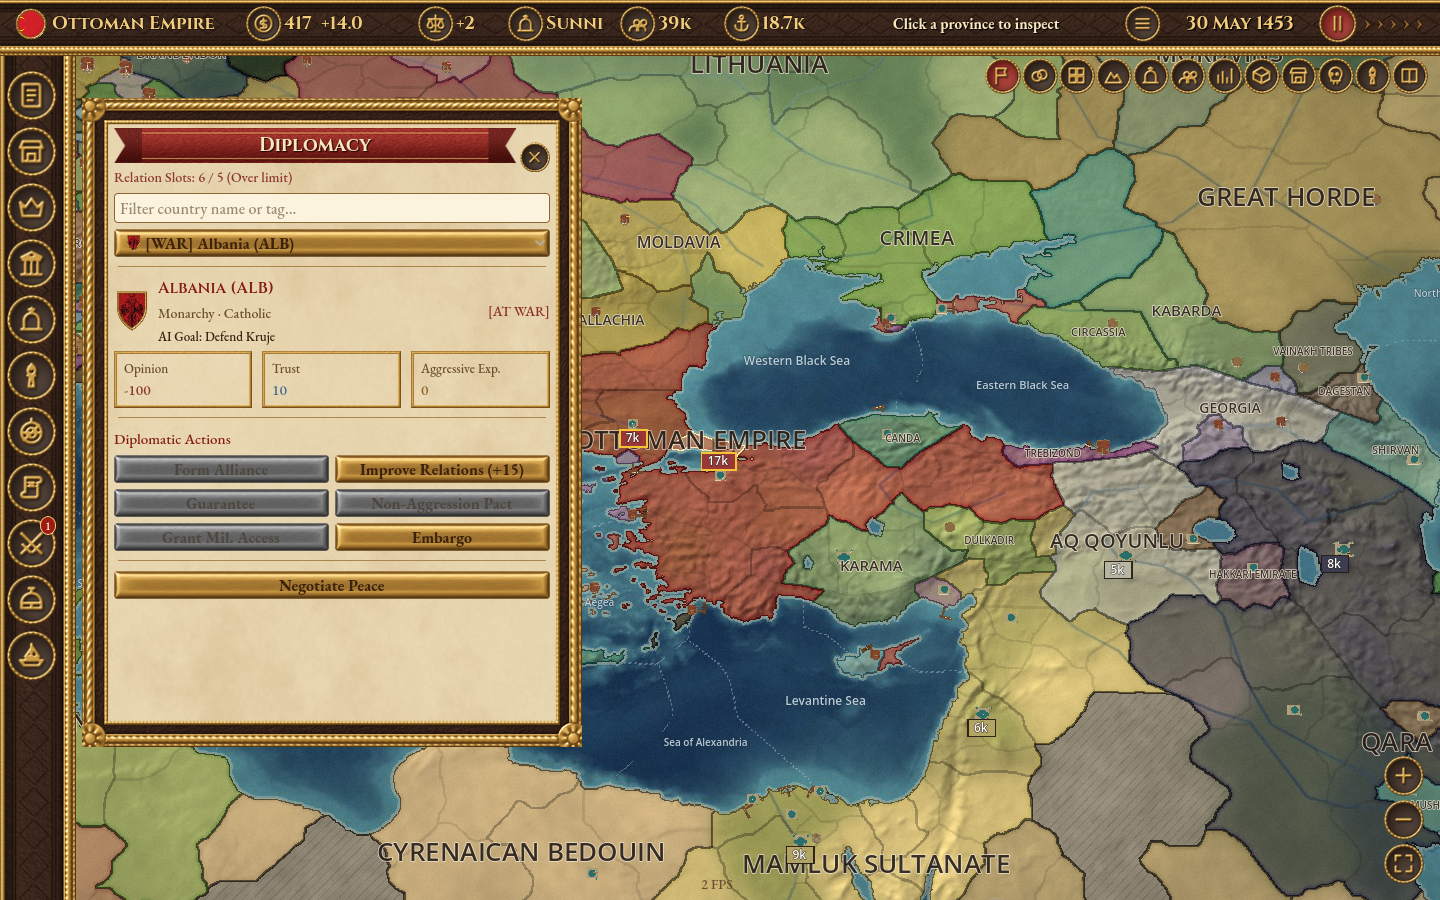 OTTOMAN EMPIRE
417 +14.0
+2
SUNNI
39K
18.7K
Click a province to inspect
30 MAY 1453
LITHUANIA
DIPLOMACY
Relation Slots: 6 / 5 (Over limit)
Filter country name or tag...
[WAR] Albania (ALB)
ALBANIA (ALB)
Monarchy · Catholic
[AT WAR]
AI Goal: Defend Kruje
Opinion
-100
Trust
10
Aggressive Exp.
0
Diplomatic Actions
Form Alliance
Improve Relations (+15)
Guarantee
Non-Aggression Pact
Grant Mil. Access
Embargo
Negotiate Peace
1
GREAT HORDE
MOLDAVIA
CRIMEA
North
ALLACHIA
KABARDA
CIRCASSIA
VAINAKH TRIBES
Western Black Sea
Eastern Black Sea
DAGESTAN
GEORGIA
7k
OTTOMAN EMPIRE
CANDA
17k
TREBIZOND
SHIRVAN
DULKADIR
AQ QOYUNLU
KARAMA
5k
HAKKARI EMIRATE
8k
Aegea
Levantine Sea
6k
Sea of Alexandria
QARA
MUSH
CYRENAICAN BEDOUIN
9k
MAMLUK SULTANATE
2 FPS